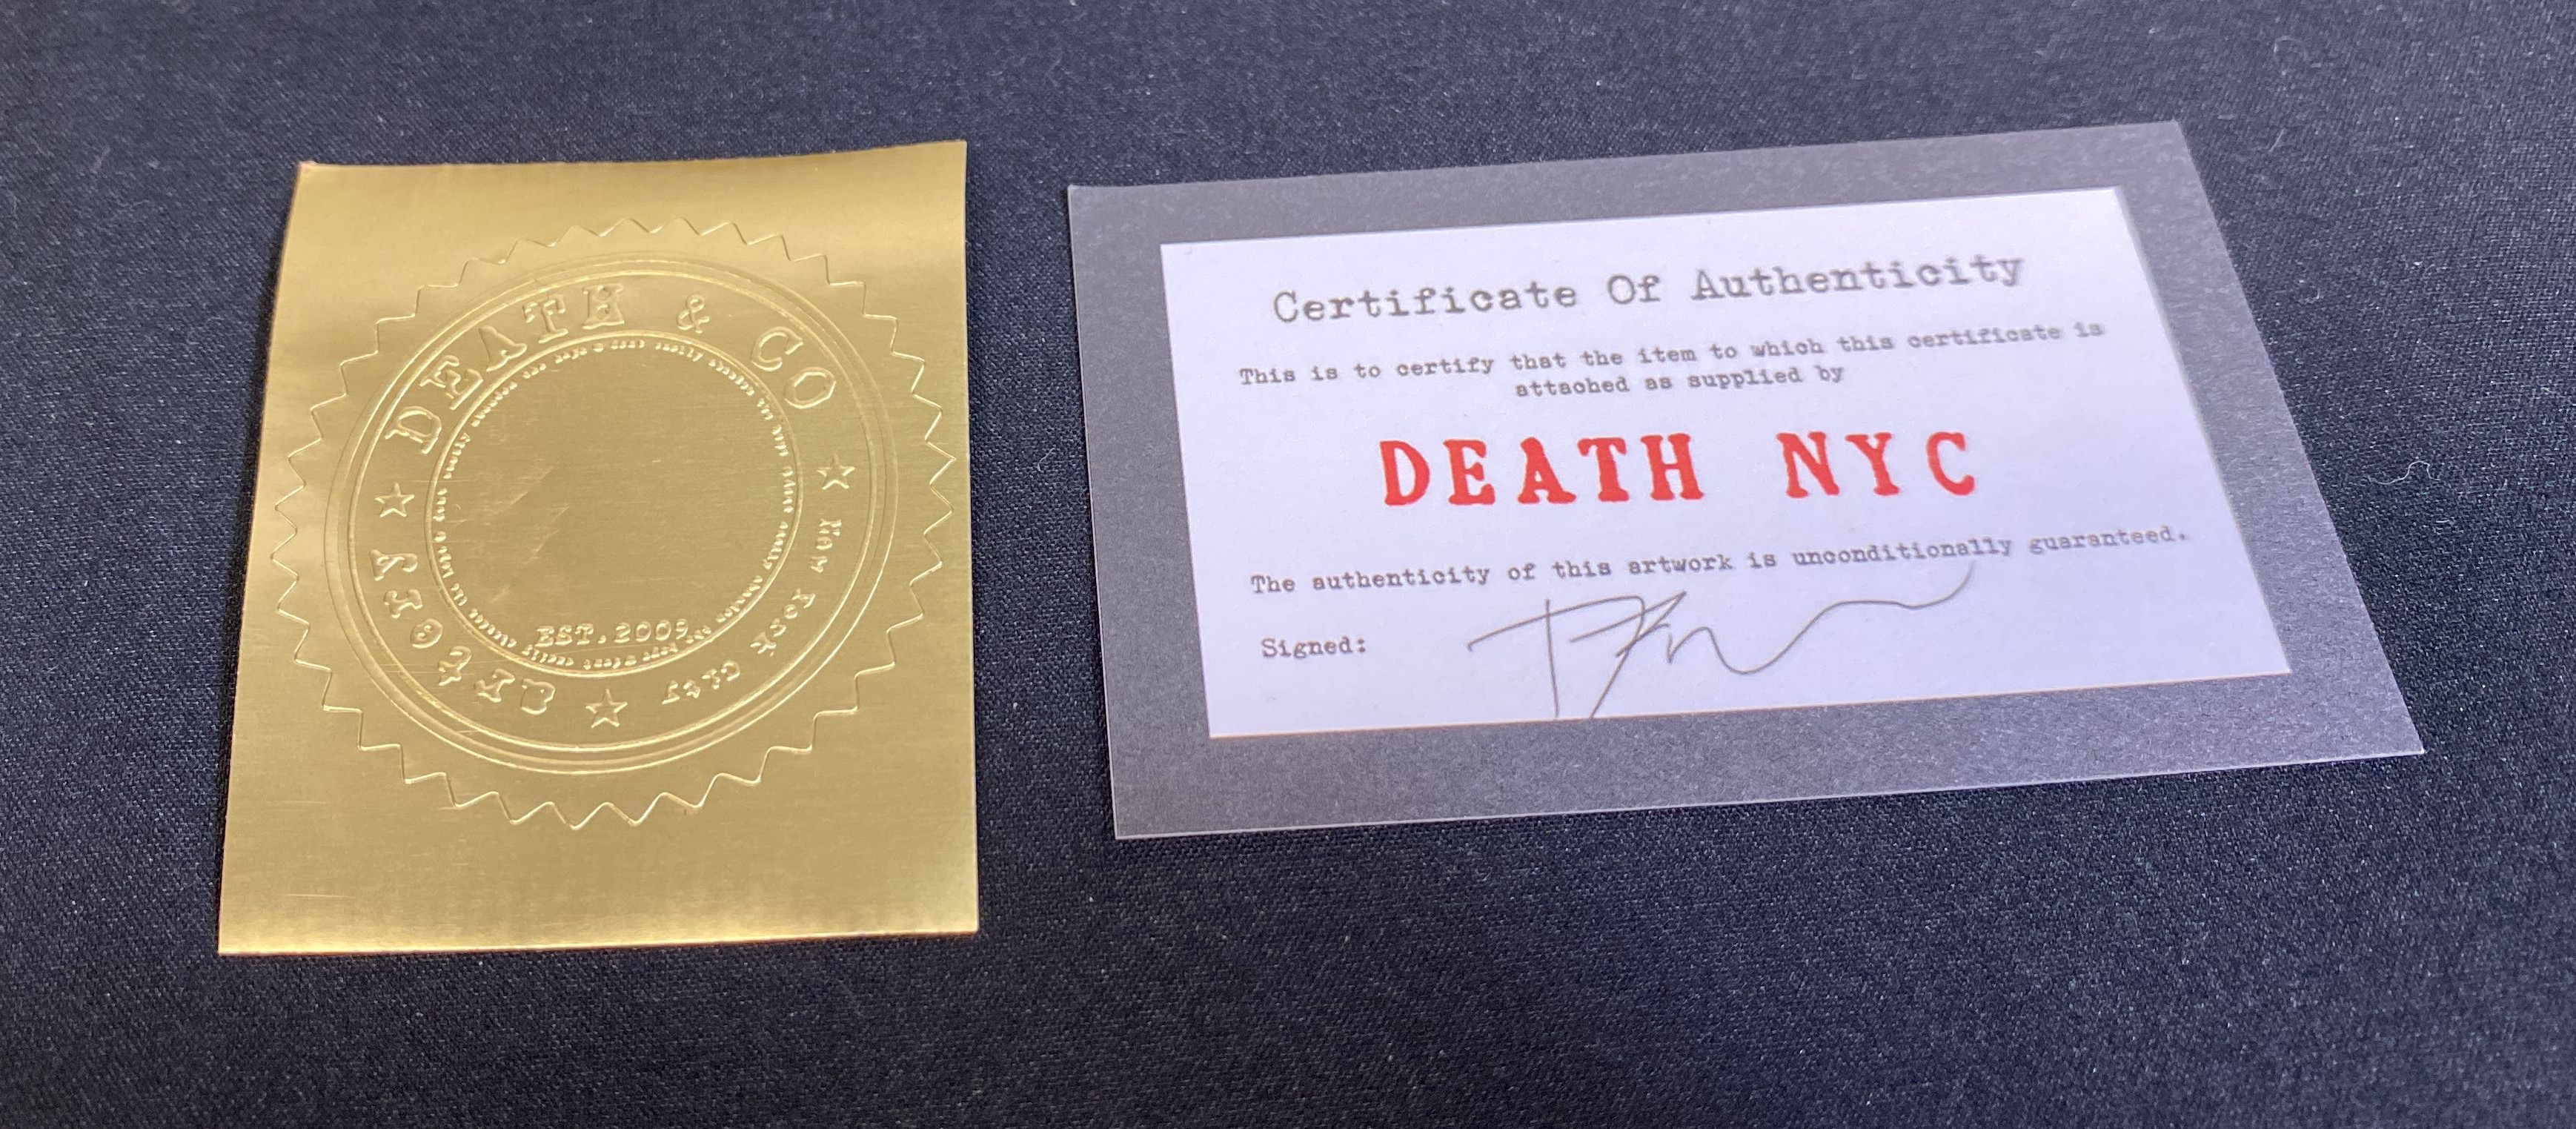 DEATH & CO
★ New York City ★
EST. 2009
Certificate Of Authenticity
This is to certify that the item to which this certificate is
attached as supplied by
DEATH NYC
The authenticity of this artwork is unconditionally guaranteed.
Signed: